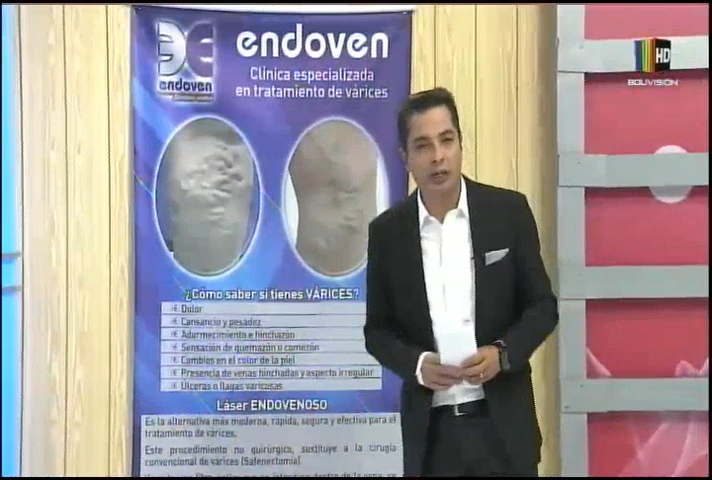 endoven
Clínica especializada
en tratamiento de várices
endoven
HD
BOLIVISIÓN
¿Cómo saber si tienes VÁRICES?
Dolor
Cansancio y pesadez
Adormecimiento e hinchazón
Sensación de quemazón o comezón
Cambios en el color de la piel
Presencia de venas hinchadas y aspecto irregular
Úlceras o llagas varicosas
Láser ENDOVENOSO
Es la alternativa más moderna, rápida, segura y efectiva para el
tratamiento de várices.
Este procedimiento no quirúrgico, sustituye a la cirugía
convencional de várices (Safenectomía).